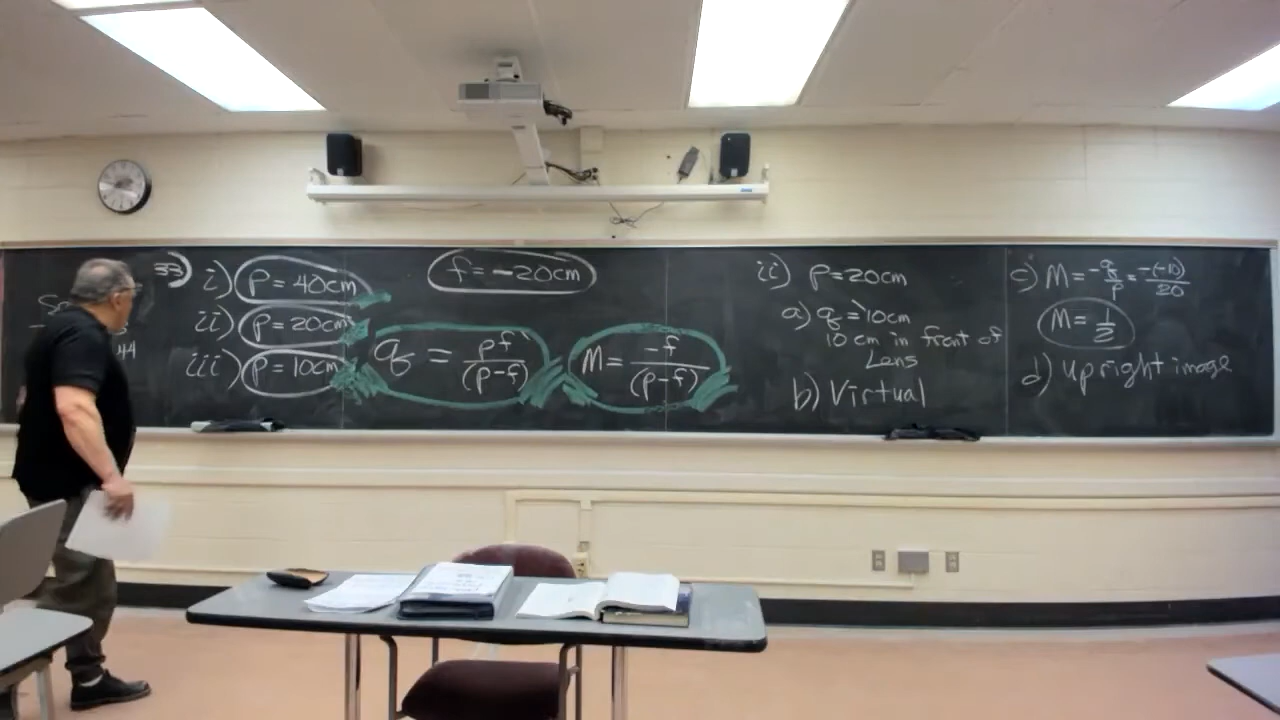 33)
i) p = 40cm
ii) p = 20cm
iii) p = 10cm
f = -20cm
q = pf / (p-f)
M = -f / (p-f)
ii) p = 20cm
a) q = -10cm
10 cm in front of
Lens
b) Virtual
c) M = -q/p = -(-10)/20
M = 1/2
d) upright image
44